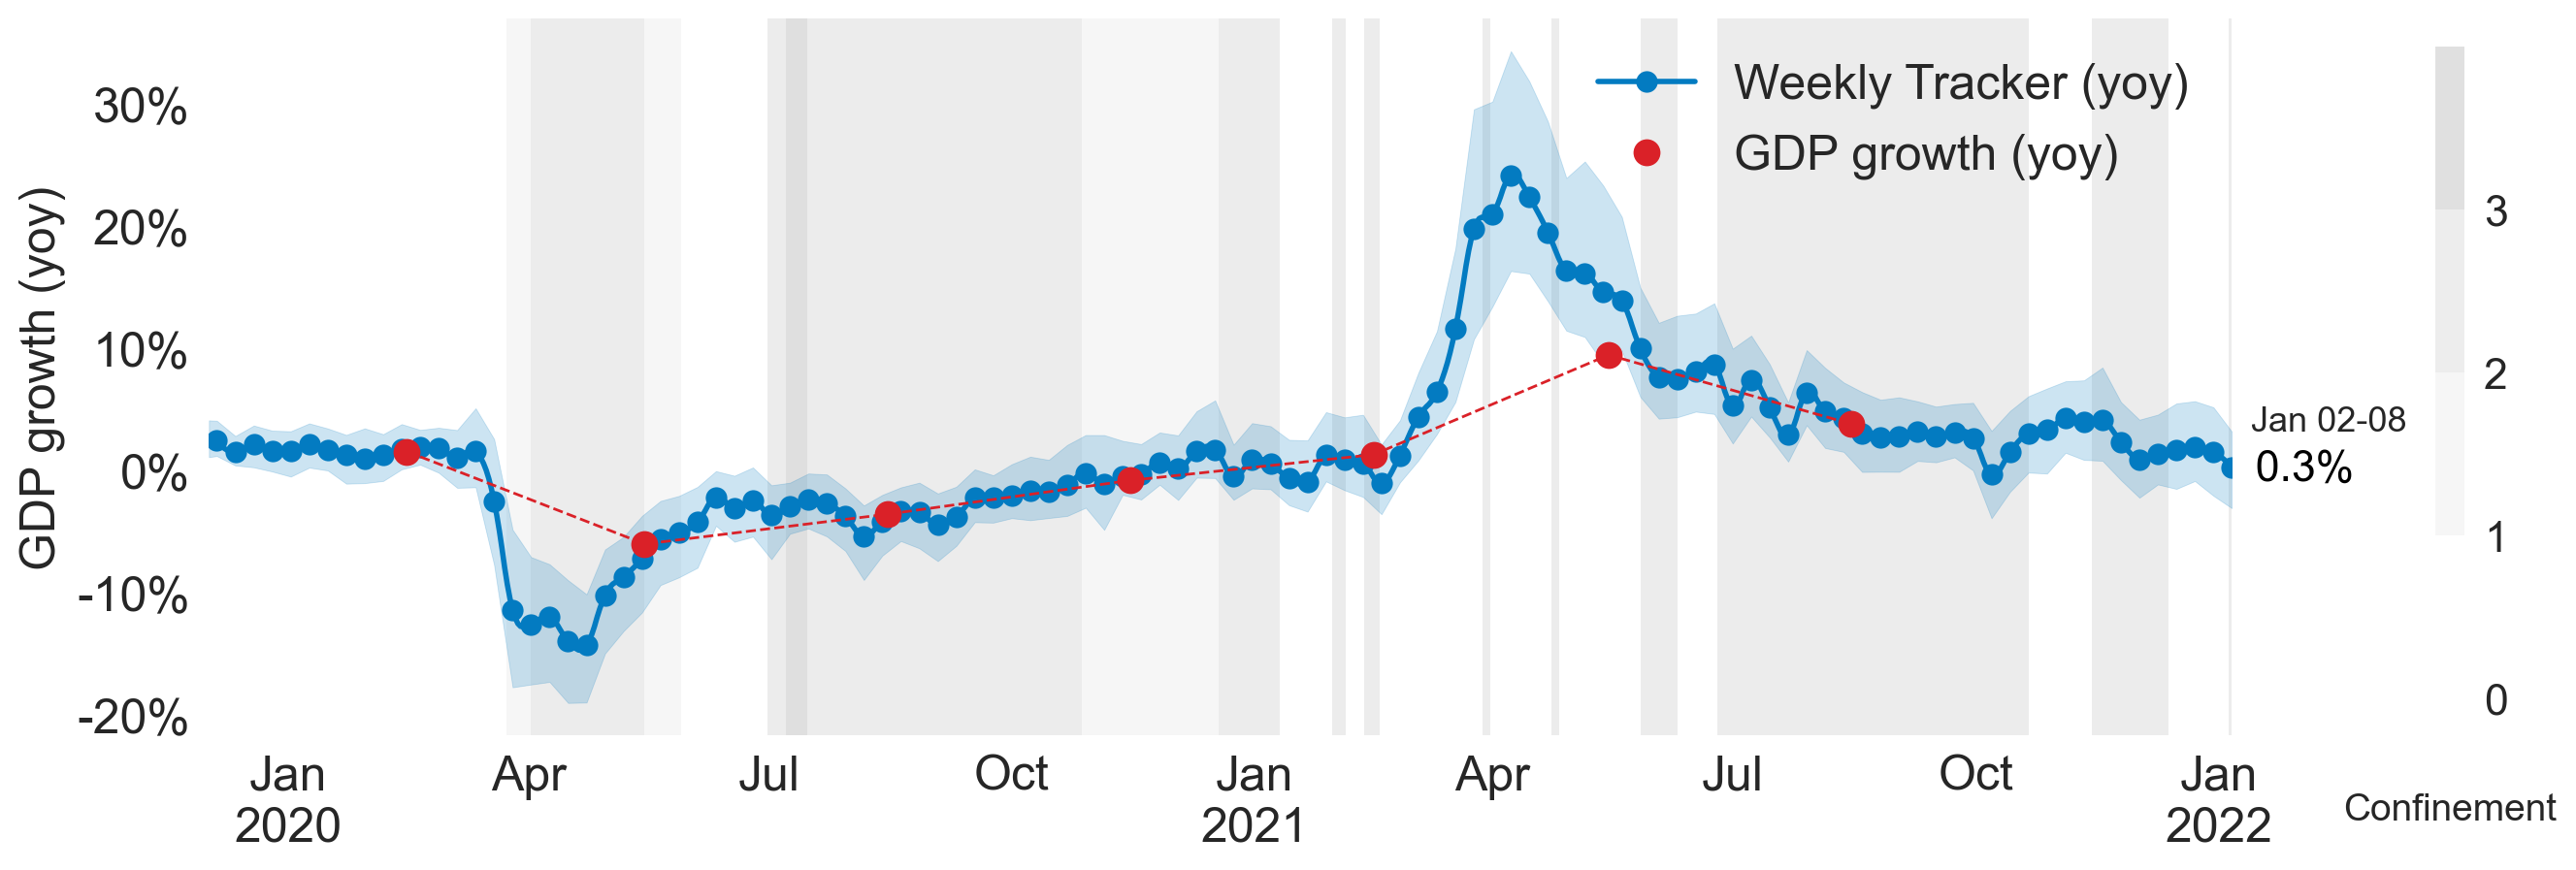 GDP growth (yoy)
30%
20%
10%
0%
-10%
-20%
Weekly Tracker (yoy)
GDP growth (yoy)
Jan 02-08
0.3%
3
2
1
0
Jan Apr Jul Oct Jan Apr Jul Oct Jan
2020 2021 2022
Confinement